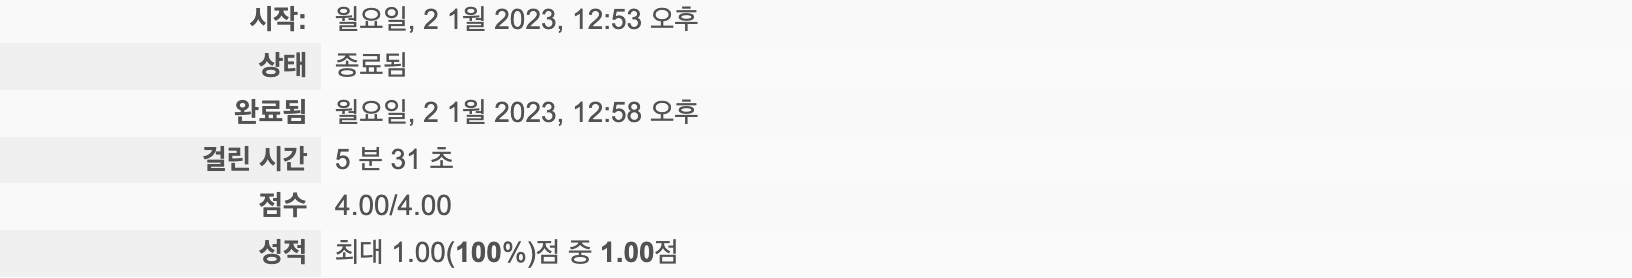 시작: 월요일, 2 1월 2023, 12:53 오후
상태 종료됨
완료됨 월요일, 2 1월 2023, 12:58 오후
걸린 시간 5 분 31 초
점수 4.00/4.00
성적 최대 1.00(100%)점 중 1.00점